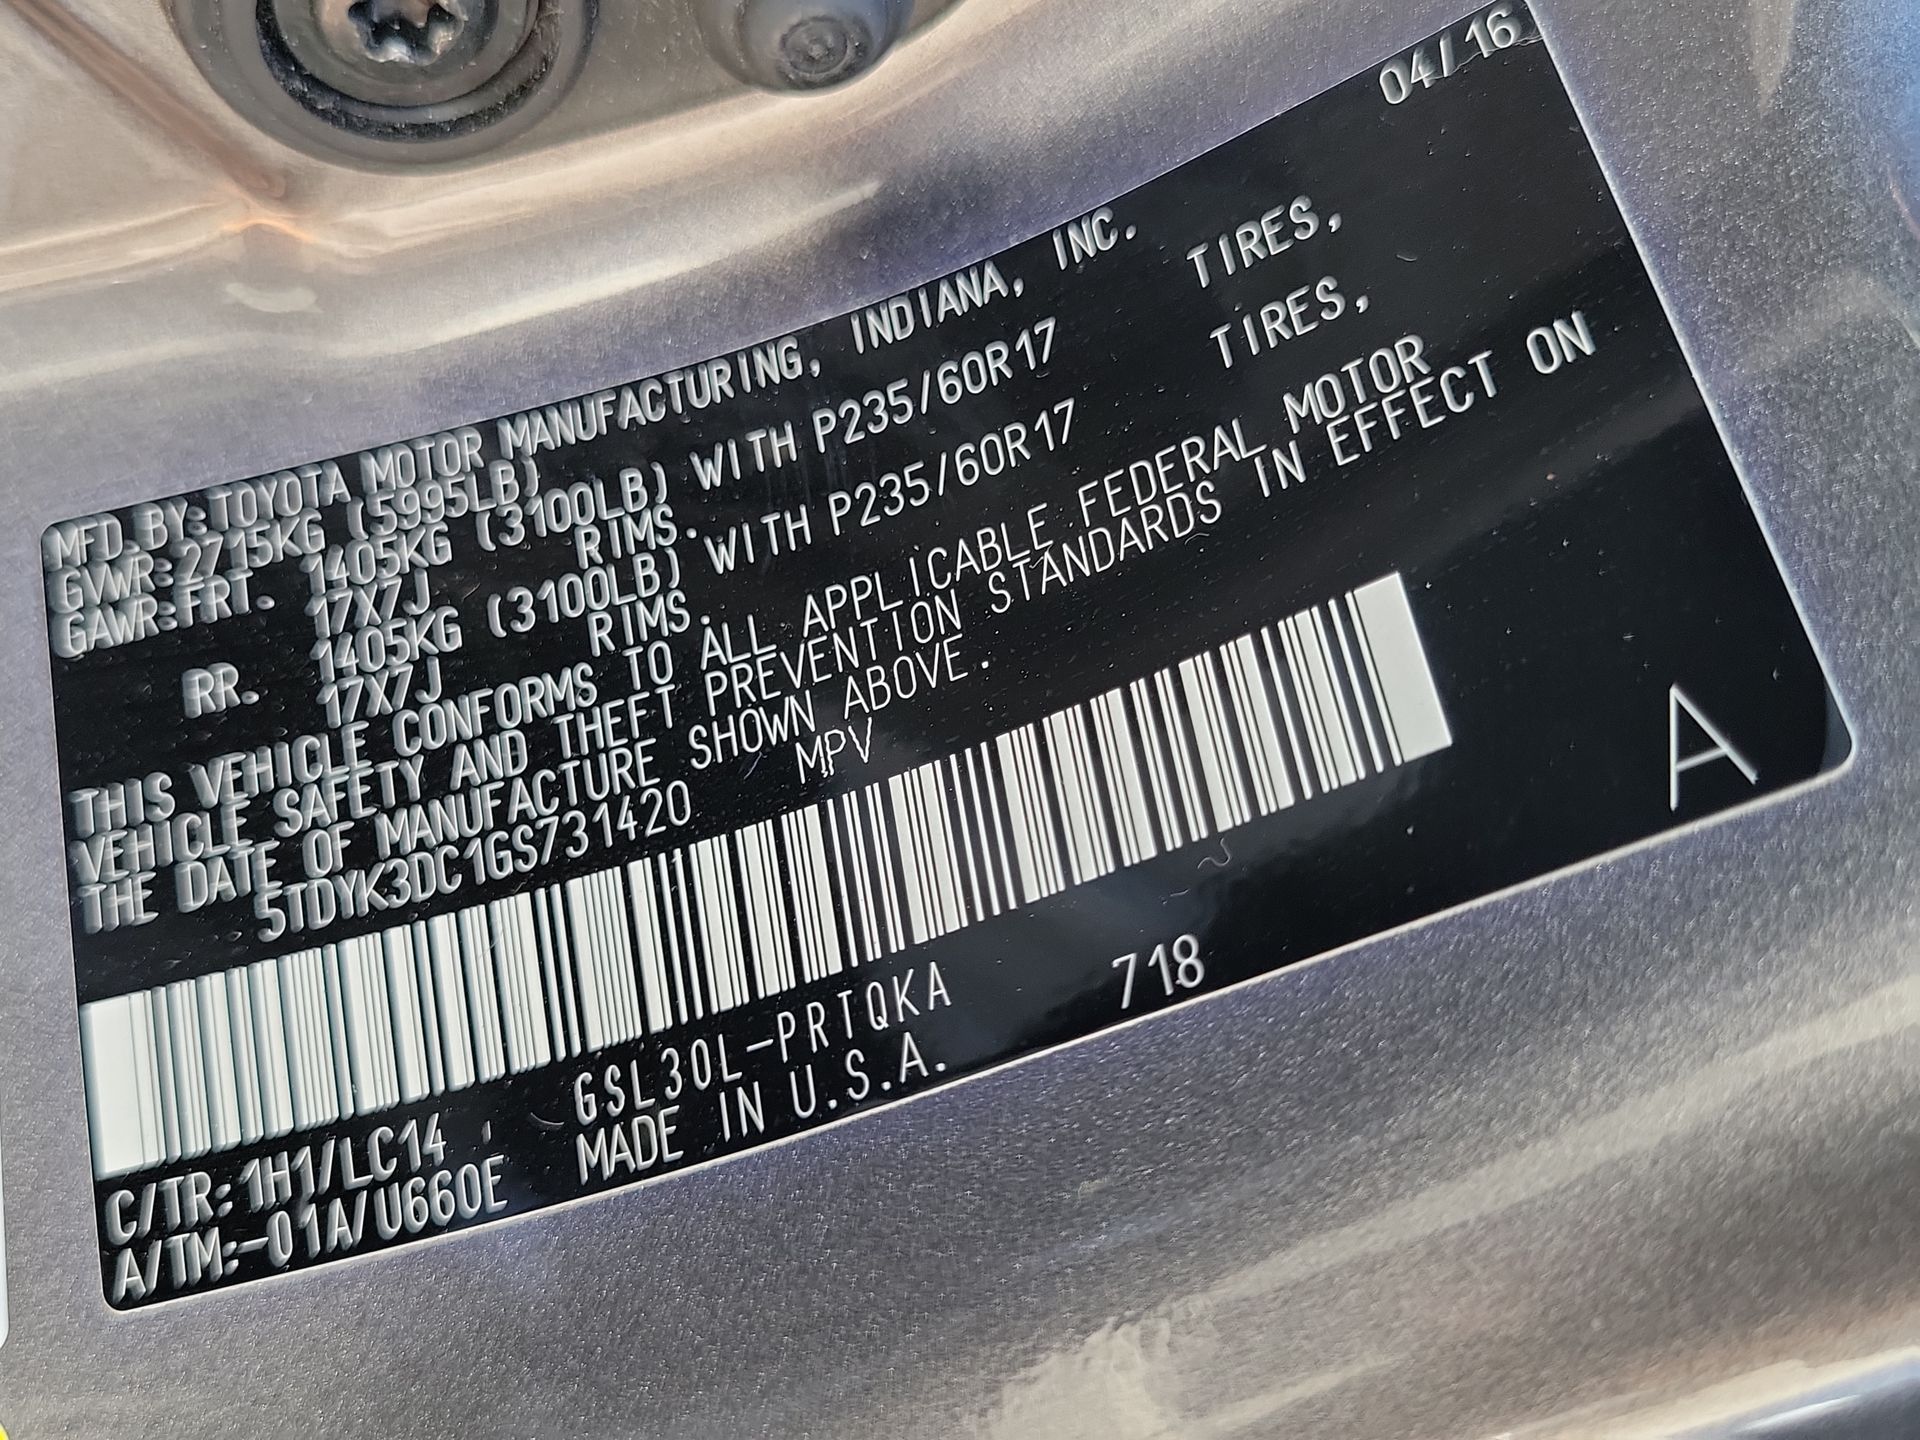 04/16
MFD.BY:TOYOTA MOTOR MANUFACTURING, INDIANA, INC.
GVWR:2715KG (5995LB)
GAWR:FRT. 1405KG (3100LB) WITH P235/60R17 TIRES,
17X7J RIMS.
RR. 1405KG (3100LB) WITH P235/60R17 TIRES,
17X7J RIMS.
THIS VEHICLE CONFORMS TO ALL APPLICABLE FEDERAL MOTOR
VEHICLE SAFETY AND THEFT PREVENTION STANDARDS IN EFFECT ON
THE DATE OF MANUFACTURE SHOWN ABOVE.
5TDYK3DC1GS731420 MPV
A
C/TR:1H1/LC14 GSL30L-PRTQKA 718
A/TM:-01A/U660E MADE IN U.S.A.